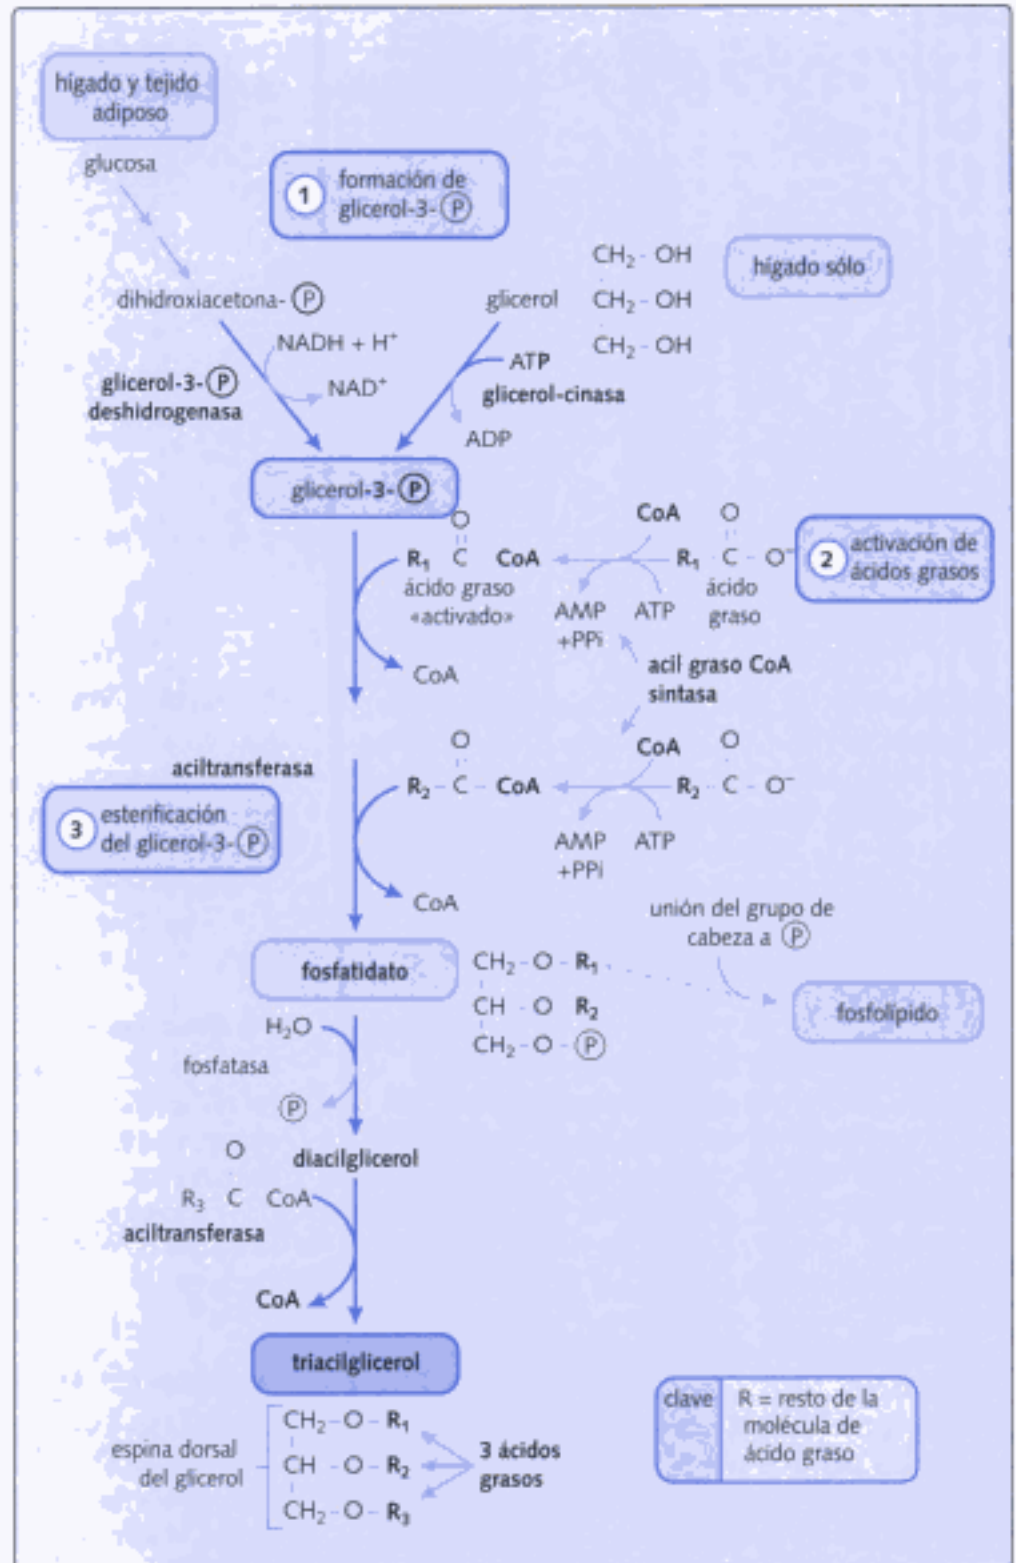 hígado y tejido
adiposo
glucosa
1
formación de
glicerol-3-P
CH2 - OH
CH2 - OH
CH2 - OH
hígado sólo
dihidroxiacetona-P
glicerol
NADH + H+
NAD+
ATP
glicerol-3-P
deshidrogenasa
glicerol-cinasa
ADP
glicerol-3-P
O
R1 C CoA
ácido graso
«activado»
CoA
O
R1 - C - O-
ácido
graso
2
activación de
ácidos grasos
AMP
+PPi
ATP
CoA
acil graso CoA
sintasa
aciltransferasa
O
R2 - C - CoA
CoA
O
R2 - C - O-
3
esterificación
del glicerol-3-P
AMP
+PPi
ATP
CoA
unión del grupo de
cabeza a P
fosfatidato
CH2 - O - R1
CH - O R2
CH2 - O - P
fosfolípido
H2O
fosfatasa
P
diacilglicerol
O
R3 C CoA
aciltransferasa
CoA
triacilglicerol
espina dorsal
del glicerol
CH2 - O - R1
CH - O - R2
CH2 - O - R3
3 ácidos
grasos
clave
R = resto de la
molécula de
ácido graso